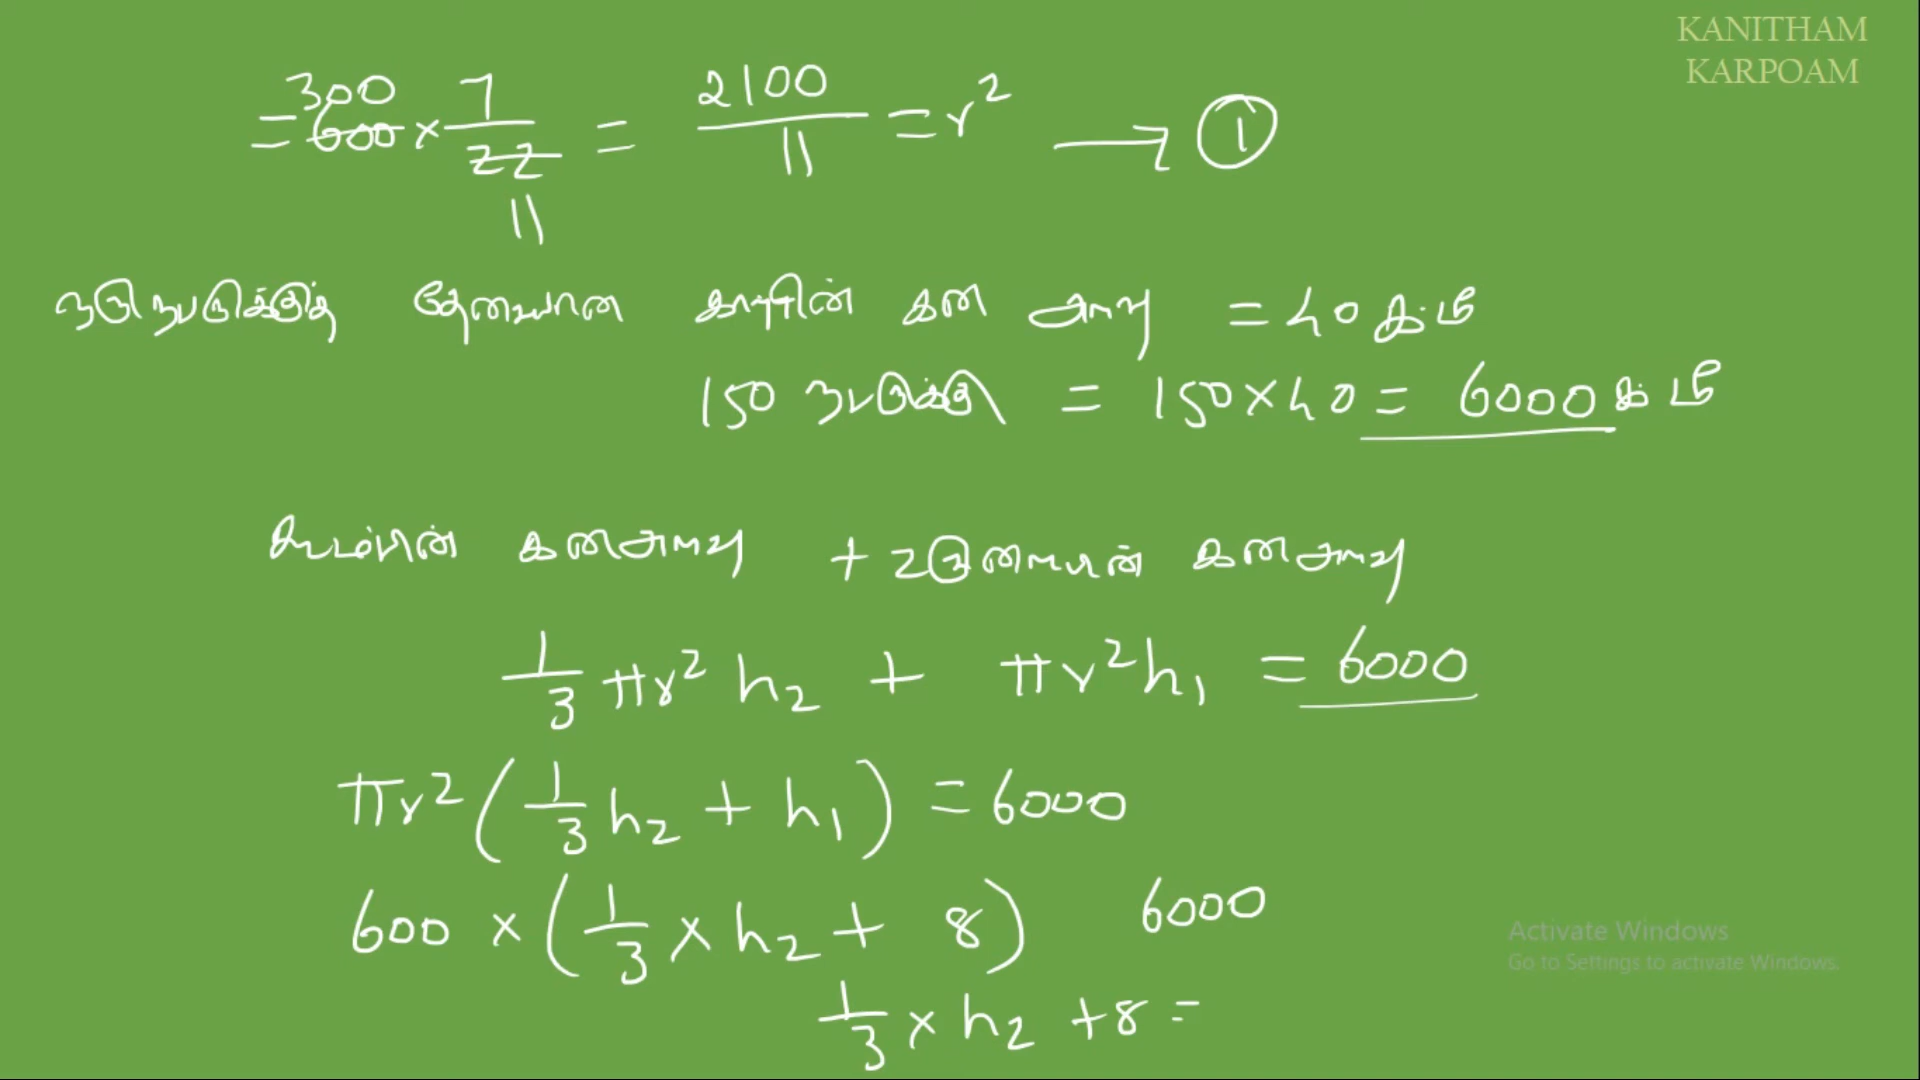 KANITHAM
KARPOAM
300
= 600 × 7/22 = 2100/11 = r² → ①
11
ஒரு நபருக்குத் தேவையான காற்றின் கன அளவு = 40 க.மீ
150 நபருக்கு = 150 × 40 = 6000 க மீ
கூம்பின் கனஅளவு + உருளையின் கனஅளவு
1/3 πr² h₂ + πr²h₁ = 6000
πr² (1/3 h₂ + h₁) = 6000
600 × (1/3 × h₂ + 8) 6000
1/3 × h₂ + 8 =
Activate Windows
Go to Settings to activate Windows.